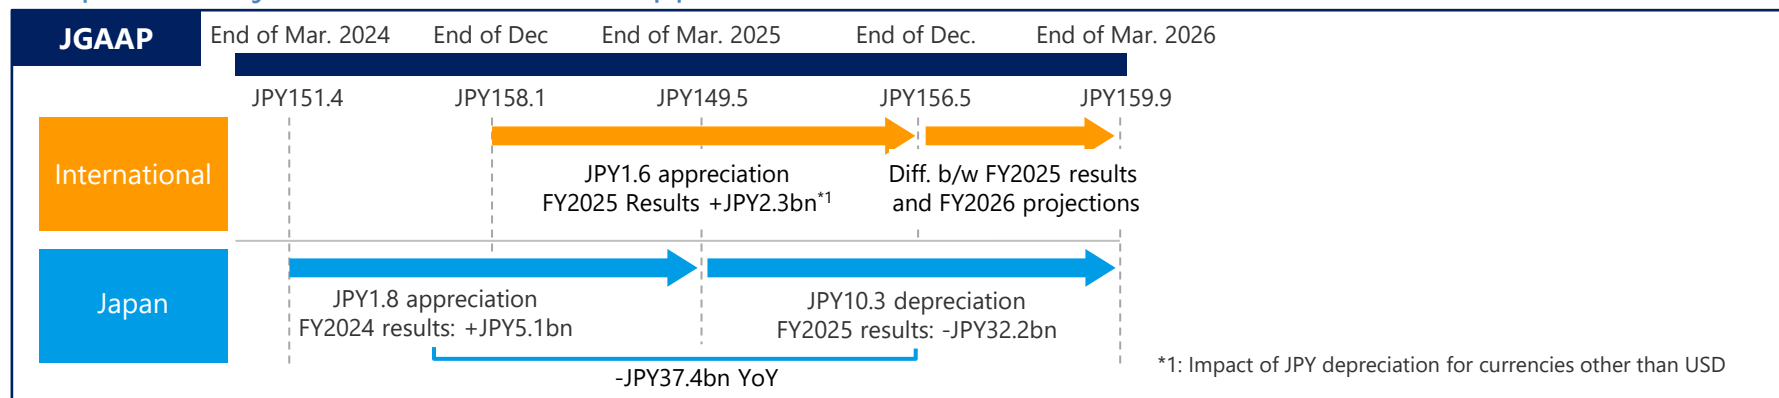 JGAAP
End of Mar. 2024
End of Dec
End of Mar. 2025
End of Dec.
End of Mar. 2026
JPY151.4
JPY158.1
JPY149.5
JPY156.5
JPY159.9
International
JPY1.6 appreciation
FY2025 Results +JPY2.3bn*1
Diff. b/w FY2025 results
and FY2026 projections
Japan
JPY1.8 appreciation
FY2024 results: +JPY5.1bn
JPY10.3 depreciation
FY2025 results: -JPY32.2bn
-JPY37.4bn YoY
*1: Impact of JPY depreciation for currencies other than USD